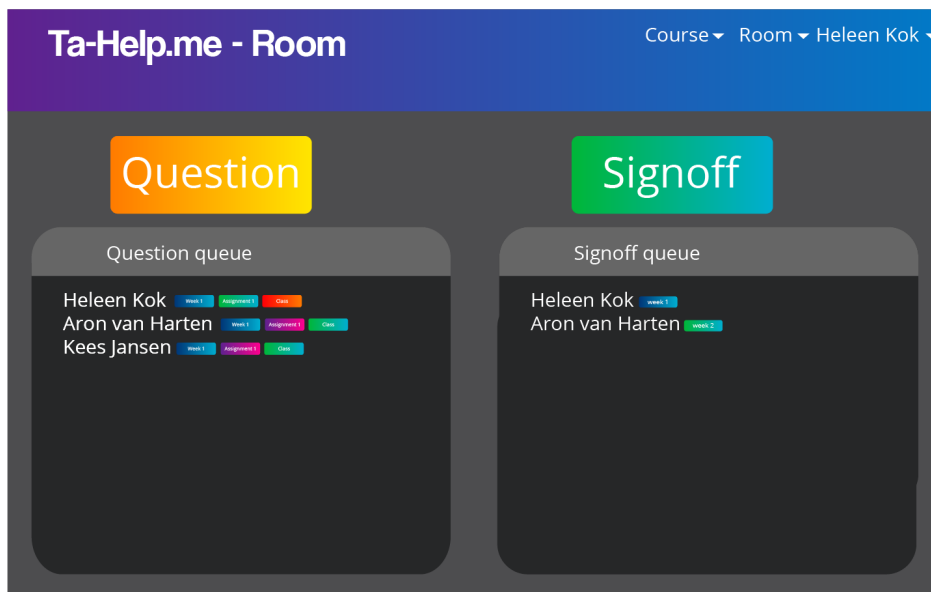 Ta-Help.me - Room
Course Room Heleen Kok
Question
Signoff
Question queue
Heleen Kok Week 1 Assignment 1 Class
Aron van Harten Week 1 Assignment 1 Class
Kees Jansen Week 1 Assignment 1 Class
Signoff queue
Heleen Kok week 1
Aron van Harten week 2